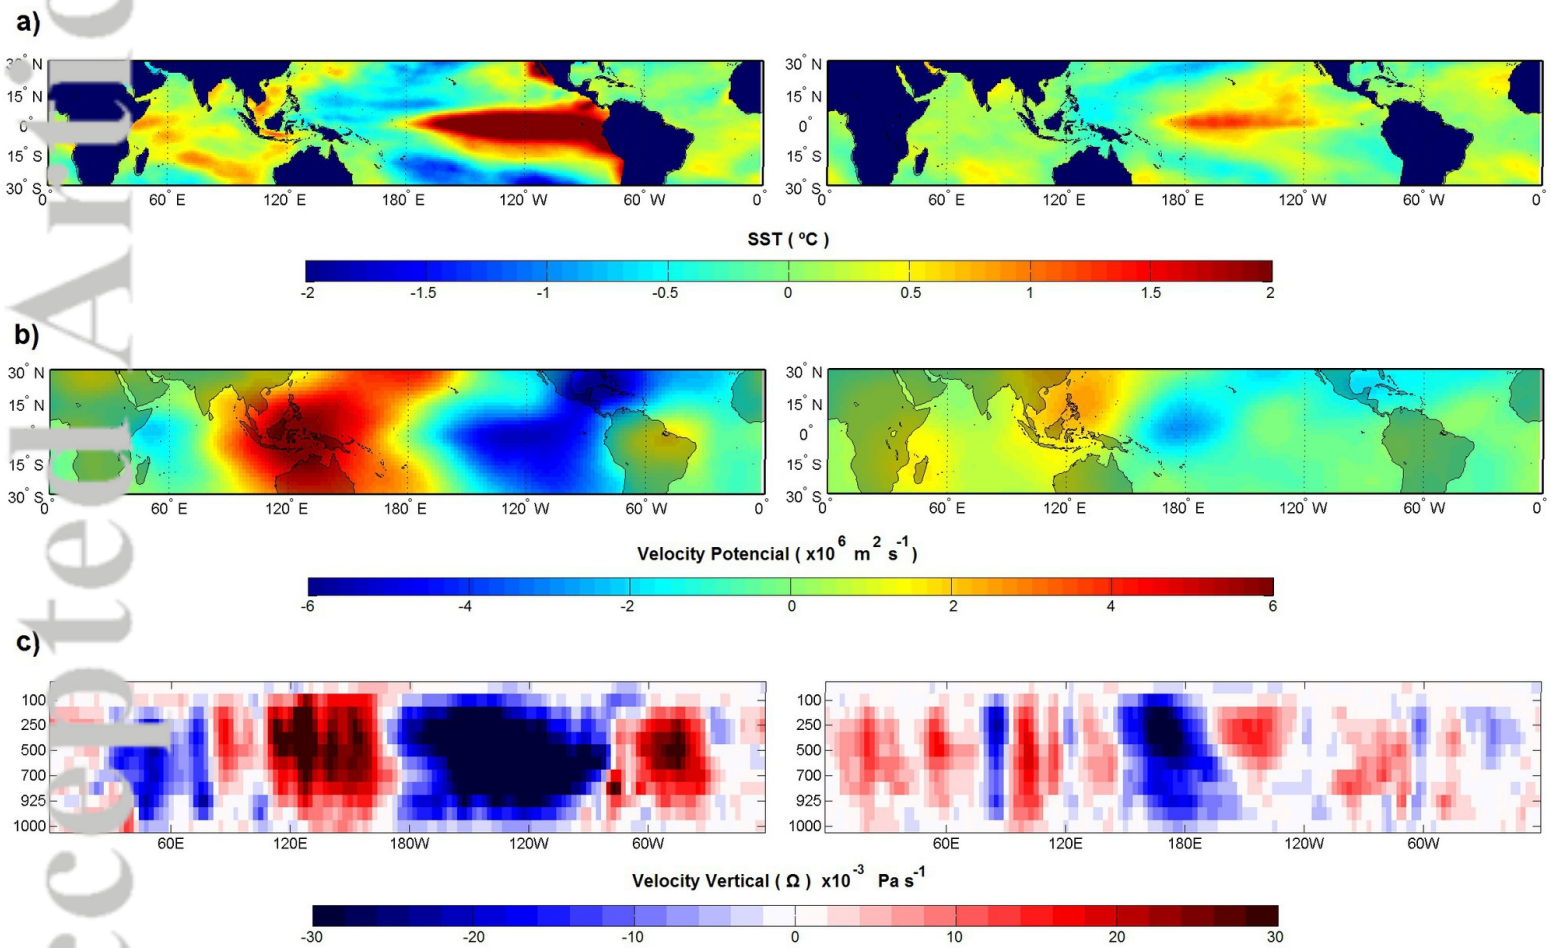 a)
30° N
15° N
0°
15° S
30° S
0° 60° E 120° E 180° E 120° W 60° W 0°
30° N
15° N
0°
15° S
30° S
0° 60° E 120° E 180° E 120° W 60° W 0°
SST ( ºC )
-2 -1.5 -1 -0.5 0 0.5 1 1.5 2
b)
30° N
15° N
0°
15° S
30° S
0° 60° E 120° E 180° E 120° W 60° W 0°
30° N
15° N
0°
15° S
30° S
0° 60° E 120° E 180° E 120° W 60° W 0°
Velocity Potencial ( x10^6 m^2 s^-1)
-6 -4 -2 0 2 4 6
c)
100
250
500
700
925
1000
60E 120E 180W 120W 60W
100
250
500
700
925
1000
60E 120E 180E 120W 60W
Velocity Vertical ( Ω ) x10^-3 Pa s^-1
-30 -20 -10 0 10 20 30
cepted Artic